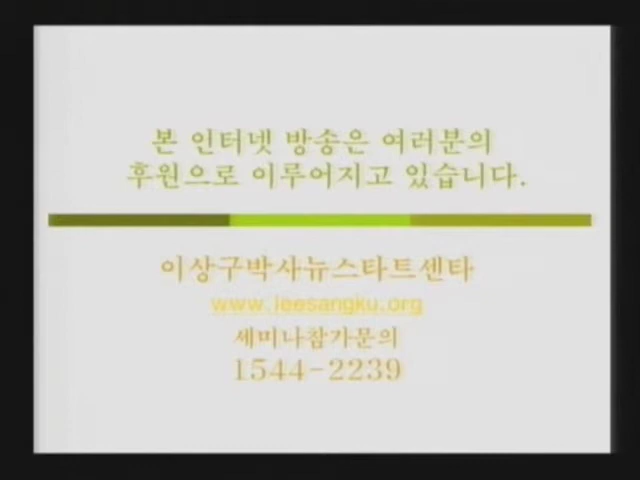 본 인터넷 방송은 여러분의
후원으로 이루어지고 있습니다.
이상구박사뉴스타트센타
www.leesangku.org
세미나참가문의
1544-2239